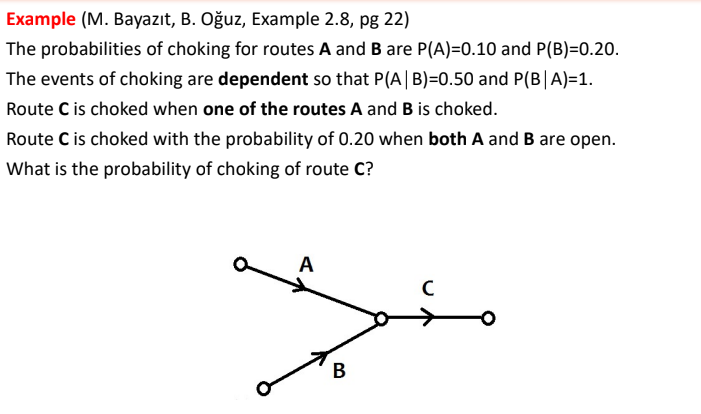 Example (M. Bayazıt, B. Oğuz, Example 2.8, pg 22)
The probabilities of choking for routes A and B are P(A)=0.10 and P(B)=0.20.
The events of choking are dependent so that P(A|B)=0.50 and P(B|A)=1.
Route C is choked when one of the routes A and B is choked.
Route C is choked with the probability of 0.20 when both A and B are open.
What is the probability of choking of route C?
A
C
B